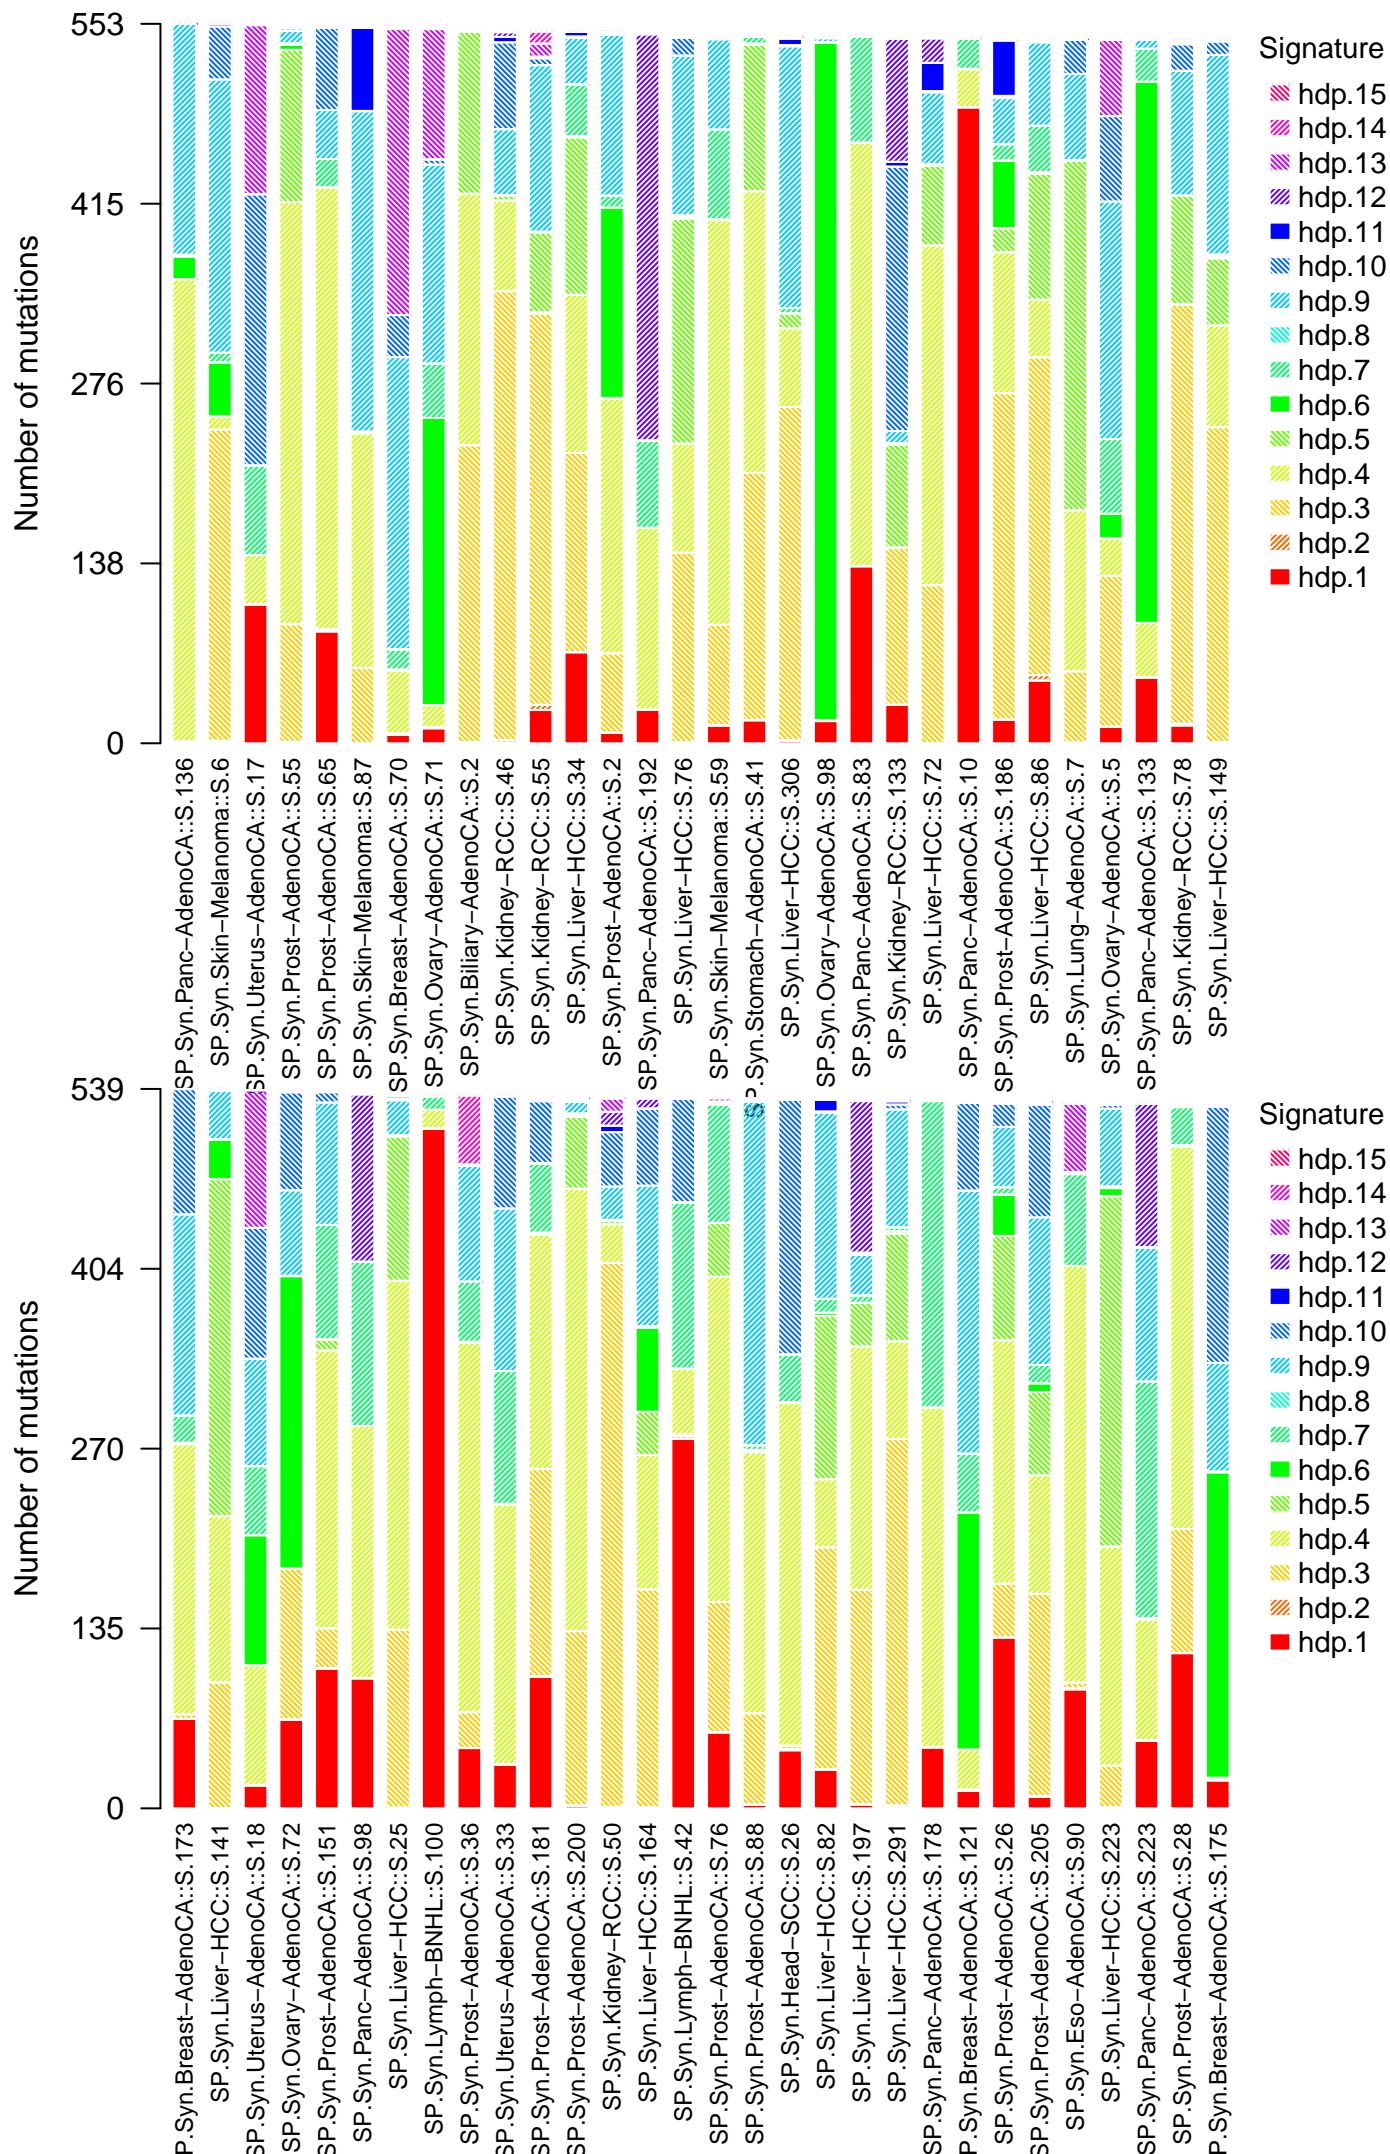 Number of mutations
553
415
276
138
0
Signature
hdp.15
hdp.14
hdp.13
hdp.12
hdp.11
hdp.10
hdp.9
hdp.8
hdp.7
hdp.6
hdp.5
hdp.4
hdp.3
hdp.2
hdp.1
SP.Syn.Panc−AdenoCA::S.136
SP.Syn.Skin−Melanoma::S.6
SP.Syn.Uterus−AdenoCA::S.17
SP.Syn.Prost−AdenoCA::S.55
SP.Syn.Prost−AdenoCA::S.65
SP.Syn.Skin−Melanoma::S.87
SP.Syn.Breast−AdenoCA::S.70
SP.Syn.Ovary−AdenoCA::S.71
SP.Syn.Biliary−AdenoCA::S.2
SP.Syn.Kidney−RCC::S.46
SP.Syn.Kidney−RCC::S.55
SP.Syn.Liver−HCC::S.34
SP.Syn.Prost−AdenoCA::S.2
SP.Syn.Panc−AdenoCA::S.192
SP.Syn.Liver−HCC::S.76
SP.Syn.Skin−Melanoma::S.59
SP.Syn.Stomach−AdenoCA::S.41
SP.Syn.Liver−HCC::S.306
SP.Syn.Ovary−AdenoCA::S.98
SP.Syn.Panc−AdenoCA::S.83
SP.Syn.Kidney−RCC::S.133
SP.Syn.Liver−HCC::S.72
SP.Syn.Panc−AdenoCA::S.10
SP.Syn.Prost−AdenoCA::S.186
SP.Syn.Liver−HCC::S.86
SP.Syn.Lung−AdenoCA::S.7
SP.Syn.Ovary−AdenoCA::S.5
SP.Syn.Panc−AdenoCA::S.133
SP.Syn.Kidney−RCC::S.78
SP.Syn.Liver−HCC::S.149
Number of mutations
539
404
270
135
0
Signature
hdp.15
hdp.14
hdp.13
hdp.12
hdp.11
hdp.10
hdp.9
hdp.8
hdp.7
hdp.6
hdp.5
hdp.4
hdp.3
hdp.2
hdp.1
P.Syn.Breast−AdenoCA::S.173
SP.Syn.Liver−HCC::S.141
SP.Syn.Uterus−AdenoCA::S.18
SP.Syn.Ovary−AdenoCA::S.72
SP.Syn.Prost−AdenoCA::S.151
SP.Syn.Panc−AdenoCA::S.98
SP.Syn.Liver−HCC::S.25
SP.Syn.Lymph−BNHL::S.100
SP.Syn.Prost−AdenoCA::S.36
SP.Syn.Uterus−AdenoCA::S.33
SP.Syn.Prost−AdenoCA::S.181
SP.Syn.Prost−AdenoCA::S.200
SP.Syn.Kidney−RCC::S.50
SP.Syn.Liver−HCC::S.164
SP.Syn.Lymph−BNHL::S.42
SP.Syn.Prost−AdenoCA::S.76
SP.Syn.Prost−AdenoCA::S.88
SP.Syn.Head−SCC::S.26
SP.Syn.Liver−HCC::S.82
SP.Syn.Liver−HCC::S.197
SP.Syn.Liver−HCC::S.291
SP.Syn.Panc−AdenoCA::S.178
SP.Syn.Breast−AdenoCA::S.121
SP.Syn.Prost−AdenoCA::S.26
SP.Syn.Prost−AdenoCA::S.205
SP.Syn.Eso−AdenoCA::S.90
SP.Syn.Liver−HCC::S.223
SP.Syn.Panc−AdenoCA::S.223
SP.Syn.Prost−AdenoCA::S.28
SP.Syn.Breast−AdenoCA::S.175